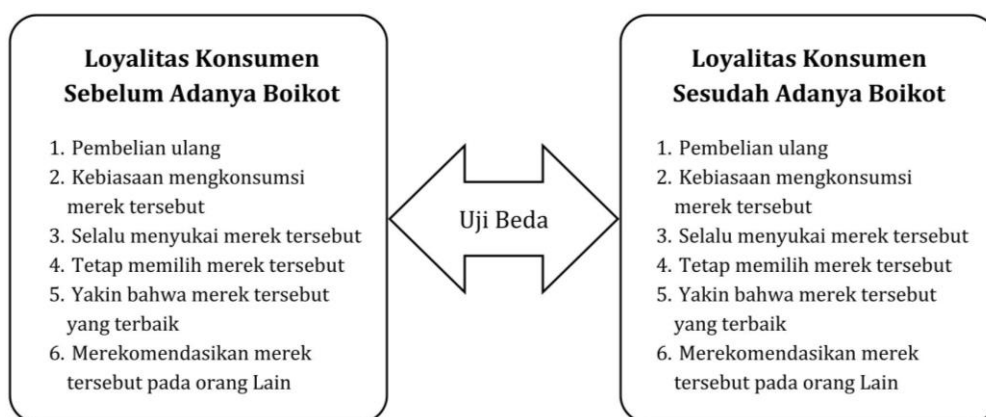 Loyalitas Konsumen
Sebelum Adanya Boikot
1. Pembelian ulang
2. Kebiasaan mengkonsumsi
merek tersebut
3. Selalu menyukai merek tersebut
4. Tetap memilih merek tersebut
5. Yakin bahwa merek tersebut
yang terbaik
6. Merekomendasikan merek
tersebut pada orang Lain
Uji Beda
Loyalitas Konsumen
Sesudah Adanya Boikot
1. Pembelian ulang
2. Kebiasaan mengkonsumsi
merek tersebut
3. Selalu menyukai merek tersebut
4. Tetap memilih merek tersebut
5. Yakin bahwa merek tersebut
yang terbaik
6. Merekomendasikan merek
tersebut pada orang Lain